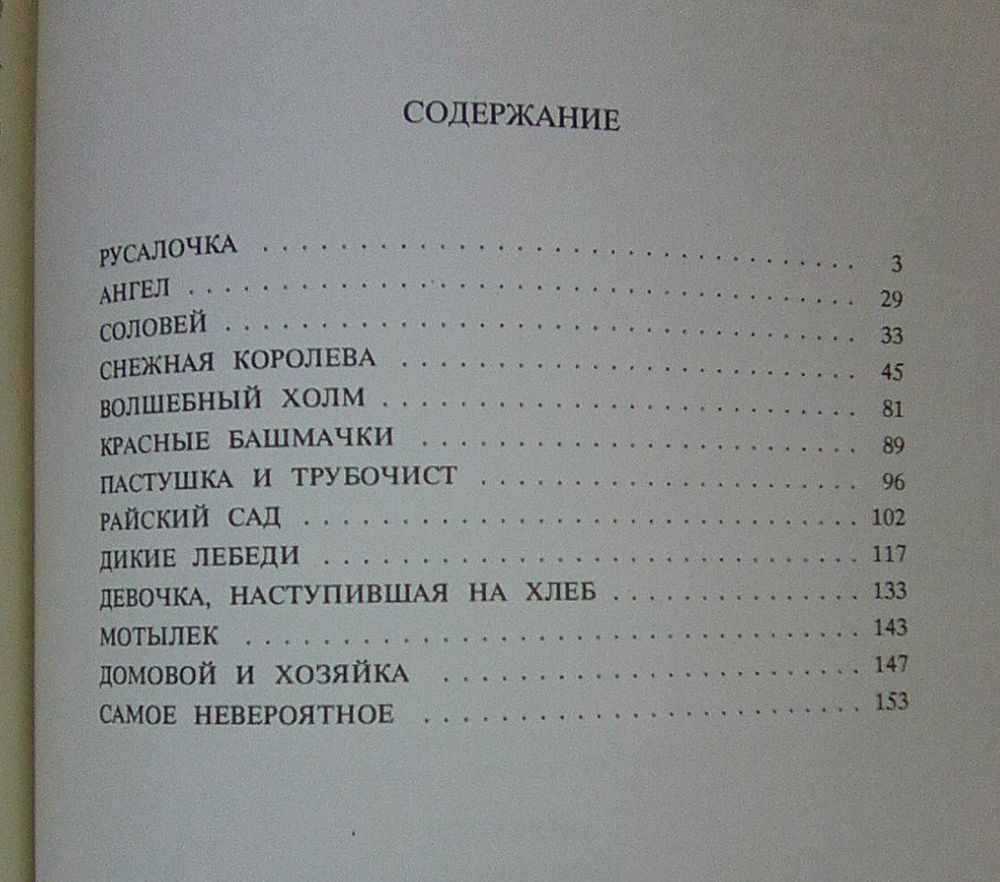 СОДЕРЖАНИЕ
РУСАЛОЧКА . . . . . . . . . . . . . . . . . . . . . . . . . . . . . . . . 3
АНГЕЛ . . . . . . . . . . . . . . . . . . . . . . . . . . . . . . . . 29
СОЛОВЕЙ . . . . . . . . . . . . . . . . . . . . . . . . . . . . . . . . 33
СНЕЖНАЯ КОРОЛЕВА . . . . . . . . . . . . . . . . . . . . . . . . 45
ВОЛШЕБНЫЙ ХОЛМ . . . . . . . . . . . . . . . . . . . . . . . . 81
КРАСНЫЕ БАШМАЧКИ . . . . . . . . . . . . . . . . . . . . . . 89
ПАСТУШКА И ТРУБОЧИСТ . . . . . . . . . . . . . . . . . . . 96
РАЙСКИЙ САД . . . . . . . . . . . . . . . . . . . . . . . . . . . . 102
ДИКИЕ ЛЕБЕДИ . . . . . . . . . . . . . . . . . . . . . . . . . . . 117
ДЕВОЧКА, НАСТУПИВШАЯ НА ХЛЕБ . . . . . . . . . . . . . 133
МОТЫЛЕК . . . . . . . . . . . . . . . . . . . . . . . . . . . . . . 143
ДОМОВОЙ И ХОЗЯЙКА . . . . . . . . . . . . . . . . . . . . . 147
САМОЕ НЕВЕРОЯТНОЕ . . . . . . . . . . . . . . . . . . . . . . 153